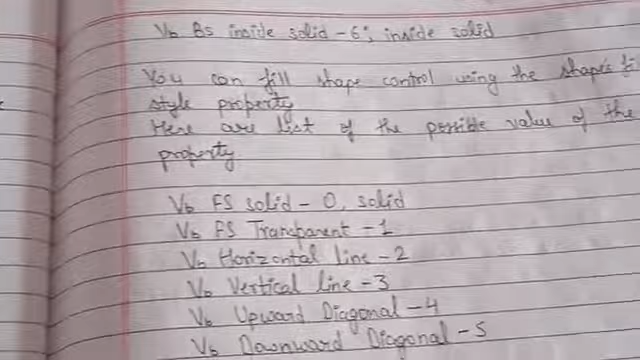 Vb BS inside solid - 6; inside solid
You can fill shape control using the shape's fi
style property
Here are list of the possible value of the
property.
Vb FS solid - 0, solid
Vb FS Transparent - 1
Vb Horizontal line - 2
Vb Vertical line - 3
Vb Upward Diagonal - 4
Vb Downward Diagonal - 5